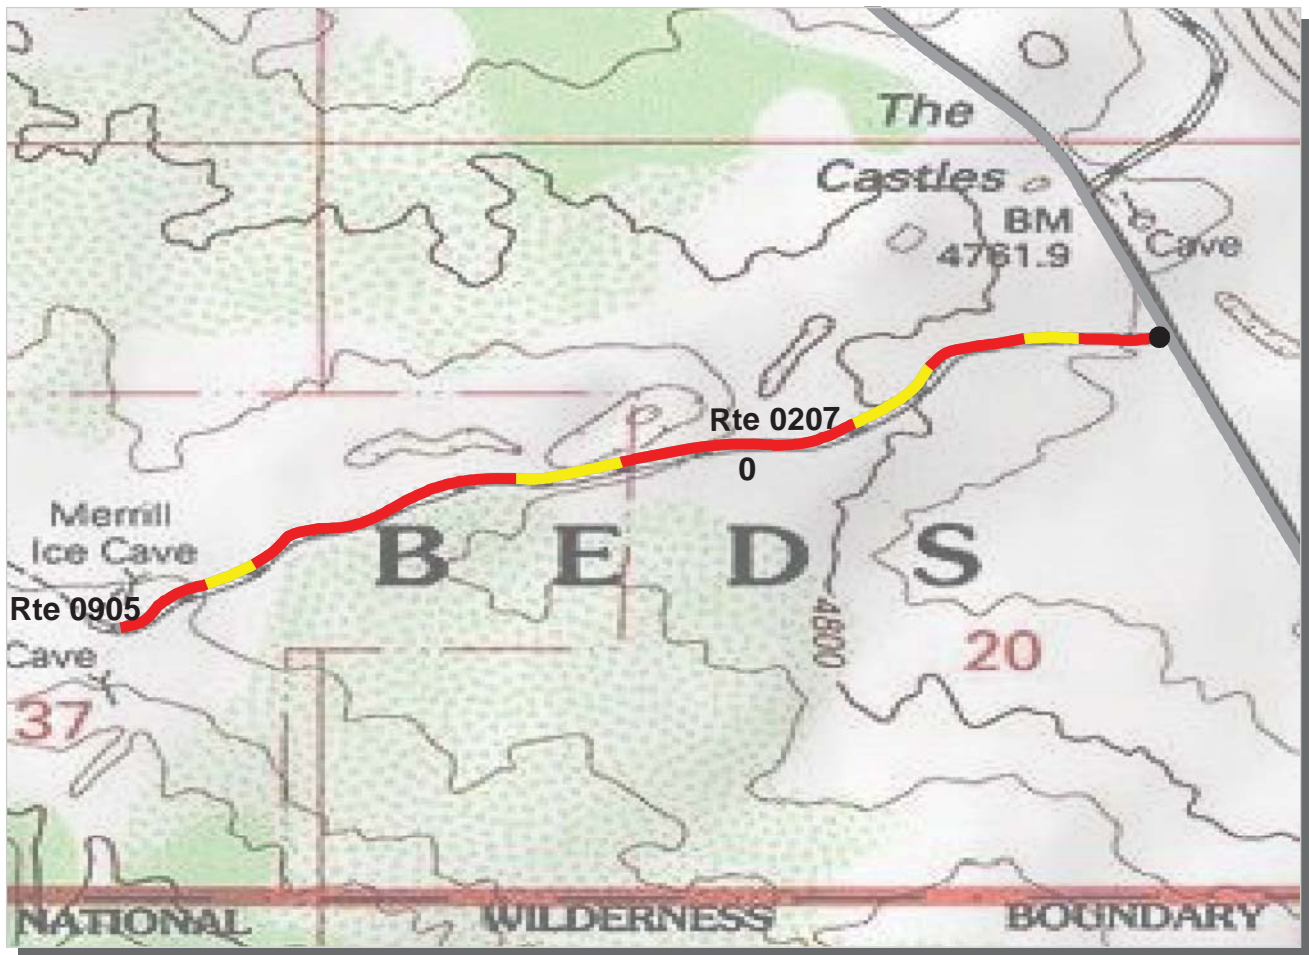 The
Castles
BM
4761.9
Cave
Rte 0207
0
Merrill
Ice Cave
B E D S
Rte 0905
Cave
4800
20
37
NATIONAL WILDERNESS BOUNDARY